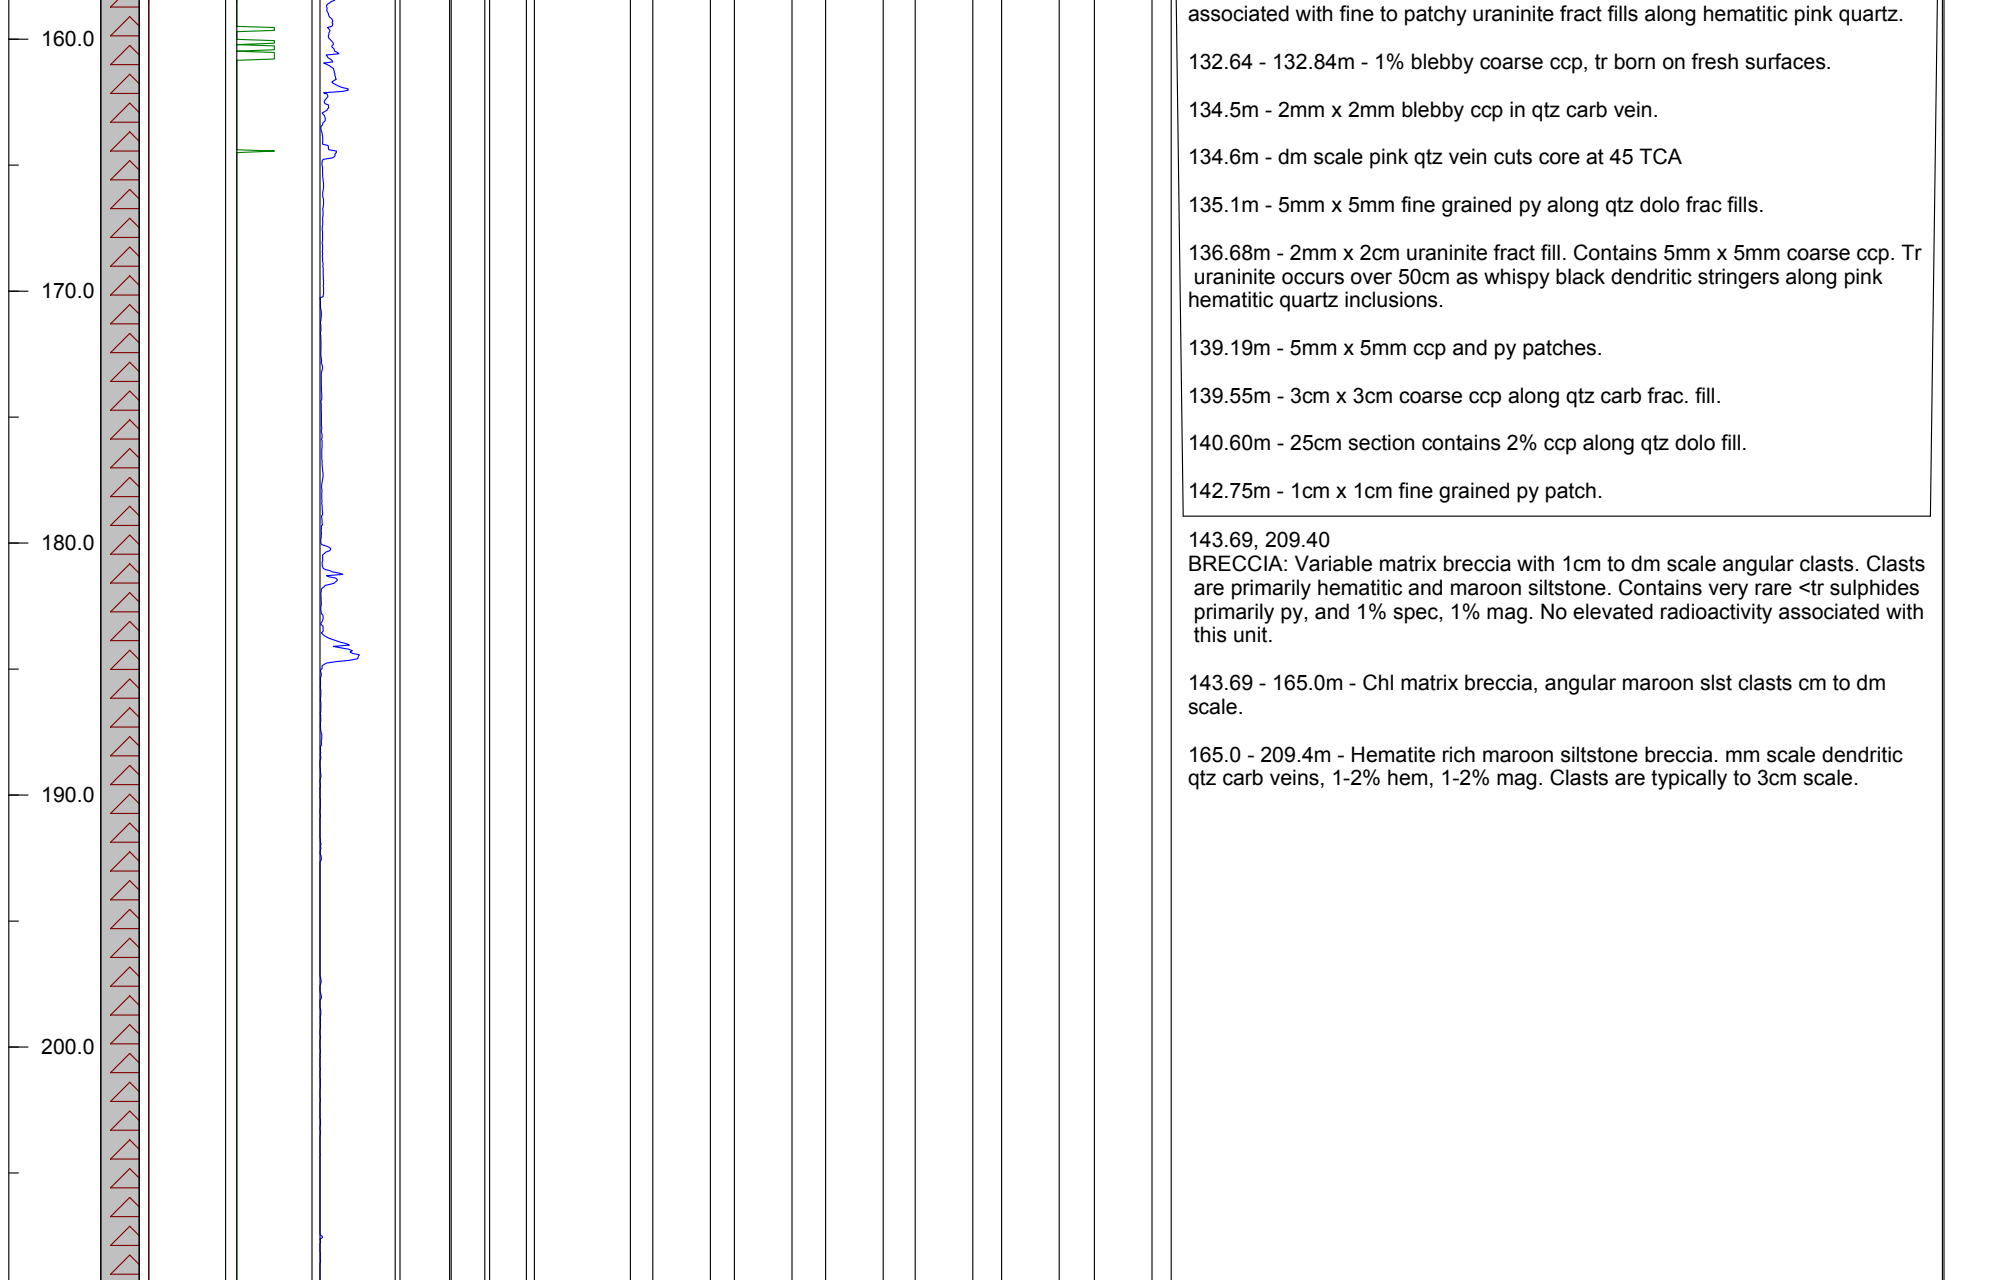 160.0
170.0
180.0
190.0
200.0
associated with fine to patchy uraninite fract fills along hematitic pink quartz.
132.64 - 132.84m - 1% blebby coarse ccp, tr born on fresh surfaces.
134.5m - 2mm x 2mm blebby ccp in qtz carb vein.
134.6m - dm scale pink qtz vein cuts core at 45 TCA
135.1m - 5mm x 5mm fine grained py along qtz dolo frac fills.
136.68m - 2mm x 2cm uraninite fract fill. Contains 5mm x 5mm coarse ccp. Tr
uraninite occurs over 50cm as whispy black dendritic stringers along pink
hematitic quartz inclusions.
139.19m - 5mm x 5mm ccp and py patches.
139.55m - 3cm x 3cm coarse ccp along qtz carb frac. fill.
140.60m - 25cm section contains 2% ccp along qtz dolo fill.
142.75m - 1cm x 1cm fine grained py patch.
143.69, 209.40
BRECCIA: Variable matrix breccia with 1cm to dm scale angular clasts. Clasts
are primarily hematitic and maroon siltstone. Contains very rare <tr sulphides
primarily py, and 1% spec, 1% mag. No elevated radioactivity associated with
this unit.
143.69 - 165.0m - Chl matrix breccia, angular maroon slst clasts cm to dm
scale.
165.0 - 209.4m - Hematite rich maroon siltstone breccia. mm scale dendritic
qtz carb veins, 1-2% hem, 1-2% mag. Clasts are typically to 3cm scale.